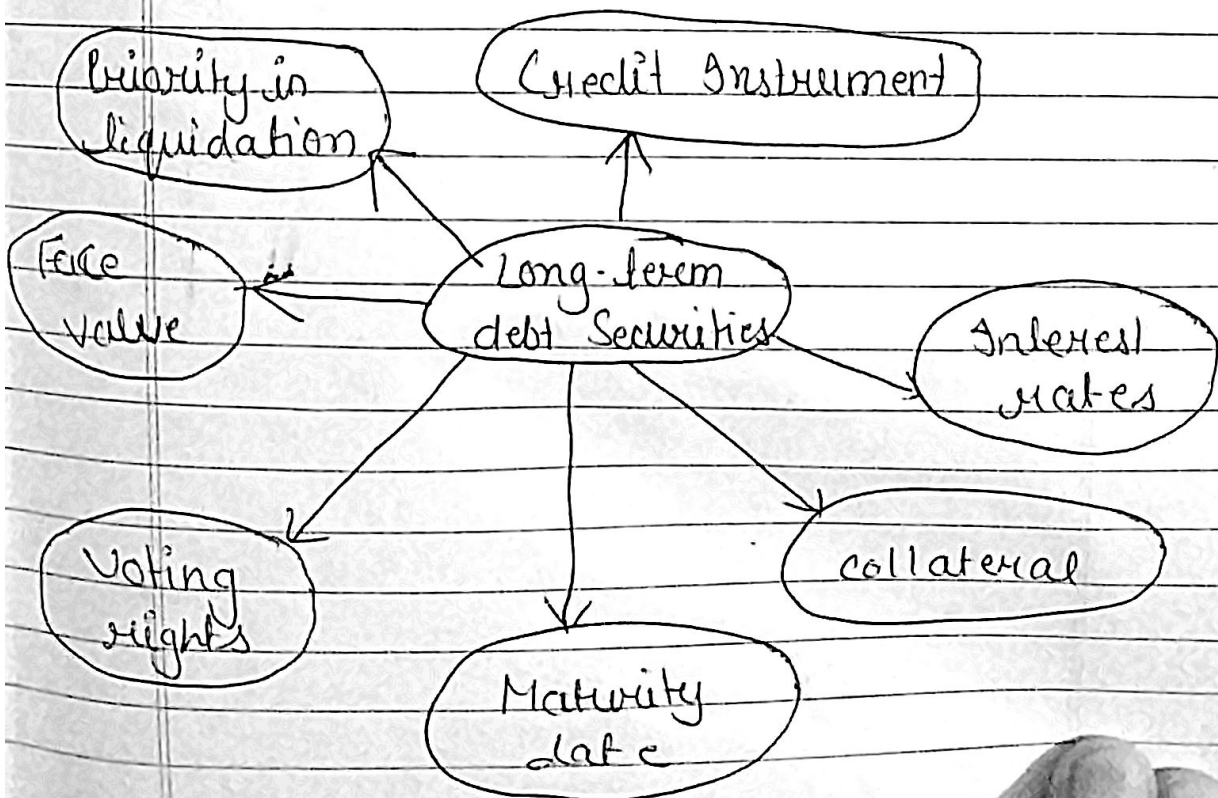 Priority in
liquidation
Credit Instrument
Face
value
Long-term
debt Securities
Interest
rates
Voting
rights
collateral
Maturity
date